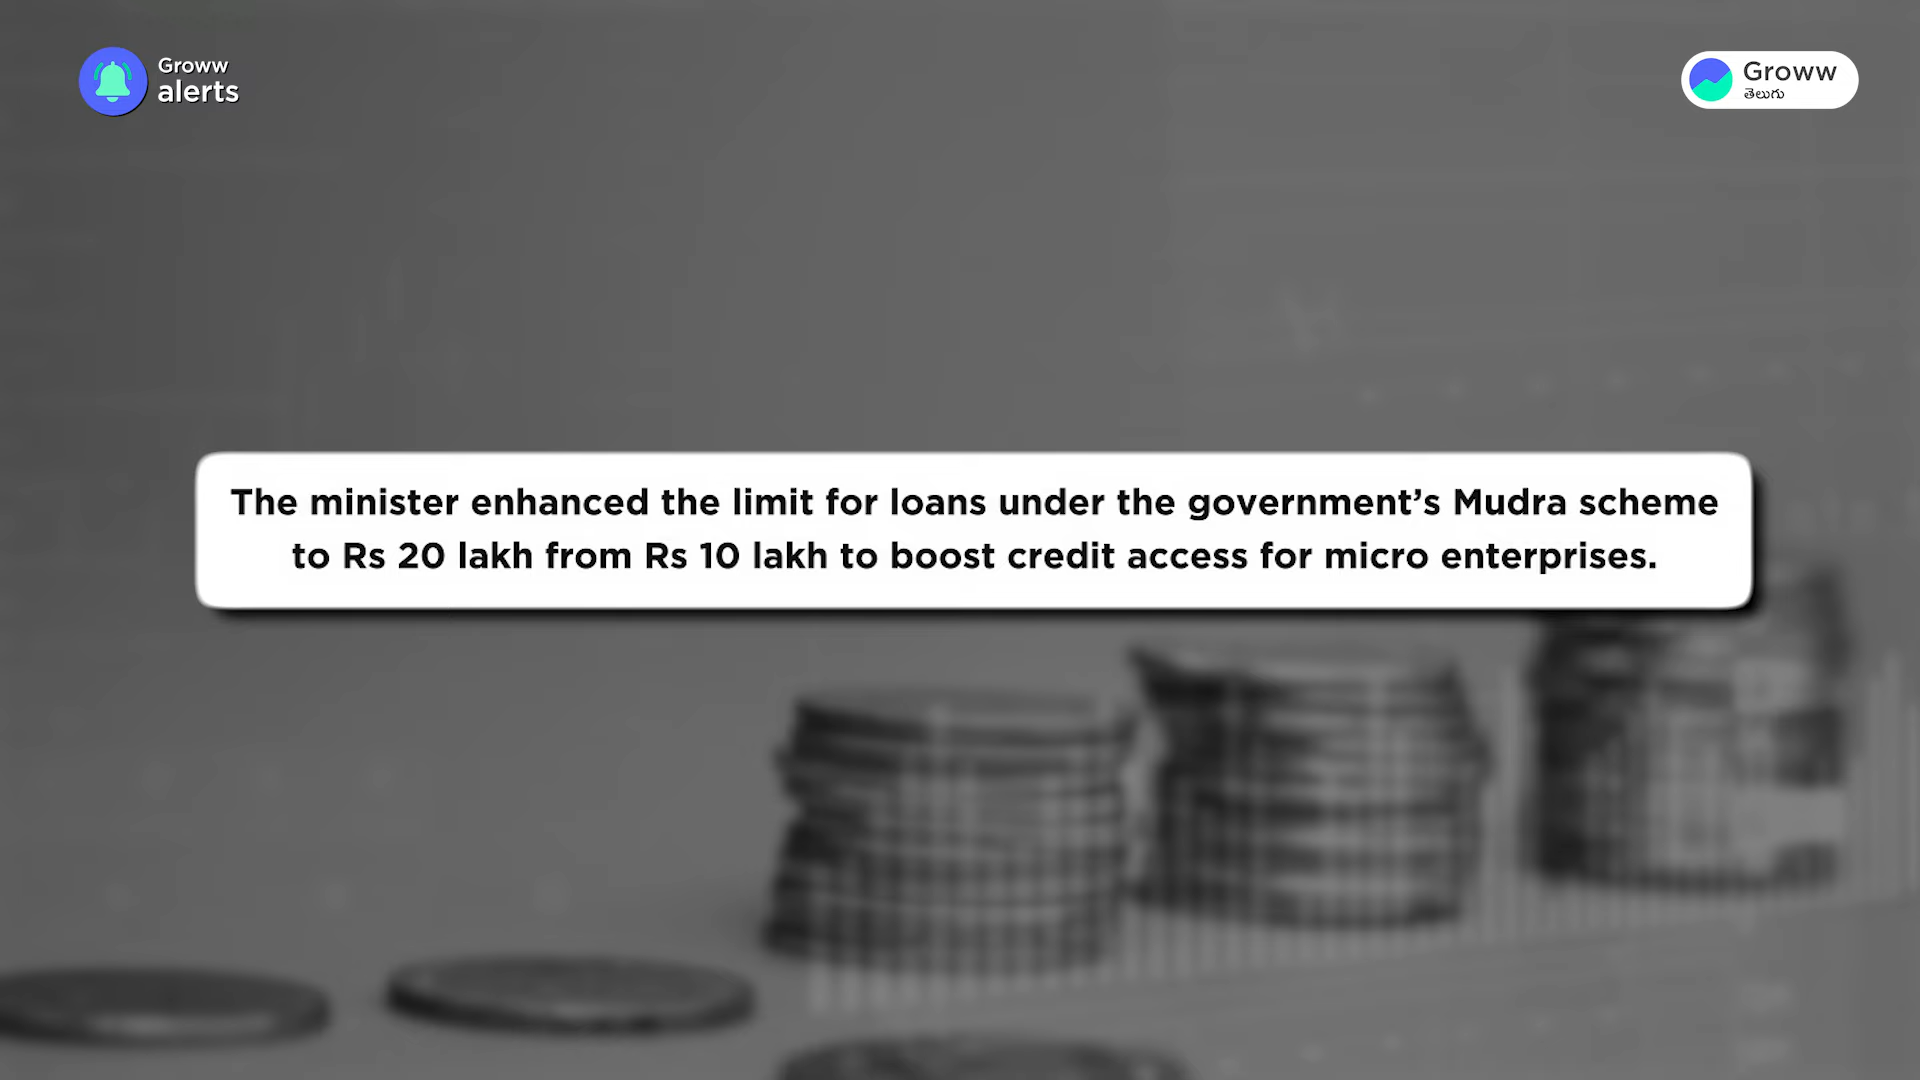 Groww
alerts
Groww
తెలుగు
The minister enhanced the limit for loans under the government’s Mudra scheme
to Rs 20 lakh from Rs 10 lakh to boost credit access for micro enterprises.